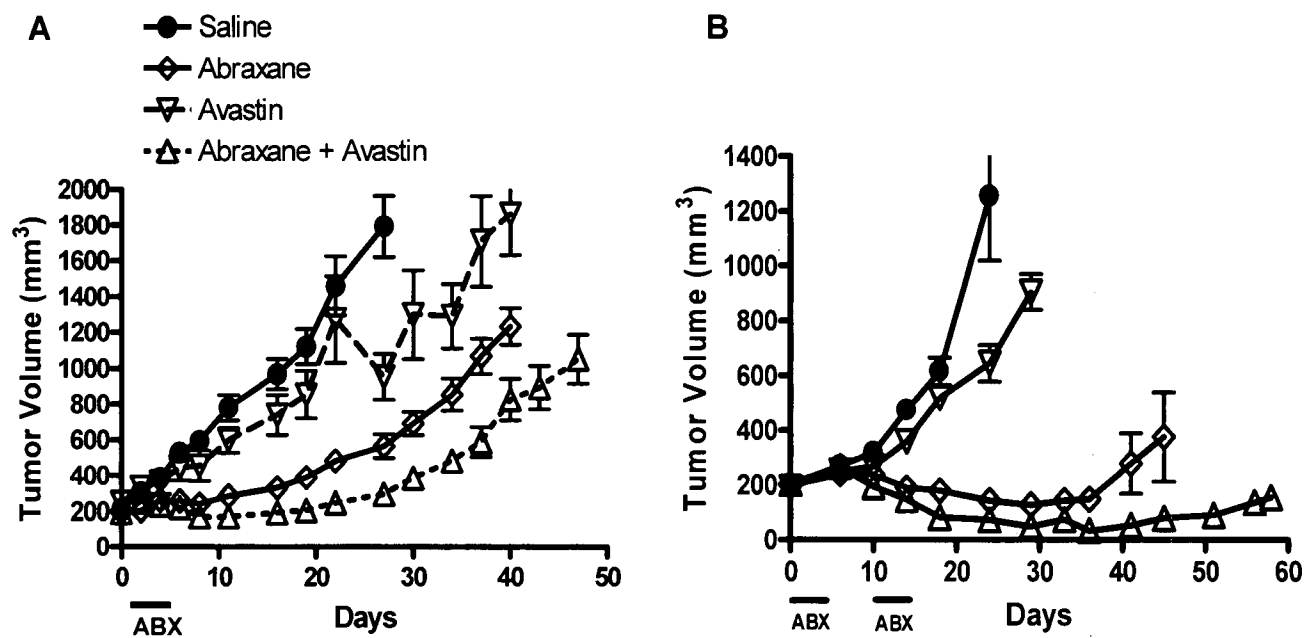 A
Saline
Abraxane
Avastin
Abraxane + Avastin
Tumor Volume (mm³)
2000
1800
1600
1400
1200
1000
800
600
400
200
0
0 10 20 30 40 50
Days
ABX
B
Tumor Volume (mm³)
1400
1200
1000
800
600
400
200
0
0 10 20 30 40 50 60
Days
ABX ABX